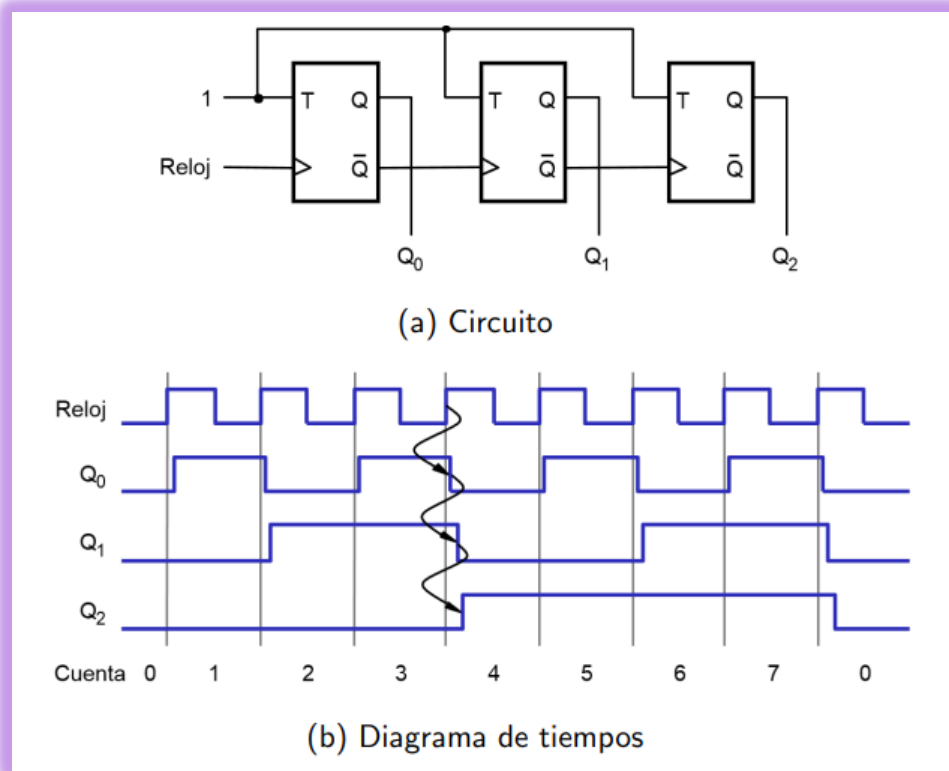 1 T Q T Q T Q
Reloj Q̅ Q̅ Q̅
Q₀ Q₁ Q₂
(a) Circuito
Reloj
Q₀
Q₁
Q₂
Cuenta 0 1 2 3 4 5 6 7 0
(b) Diagrama de tiempos